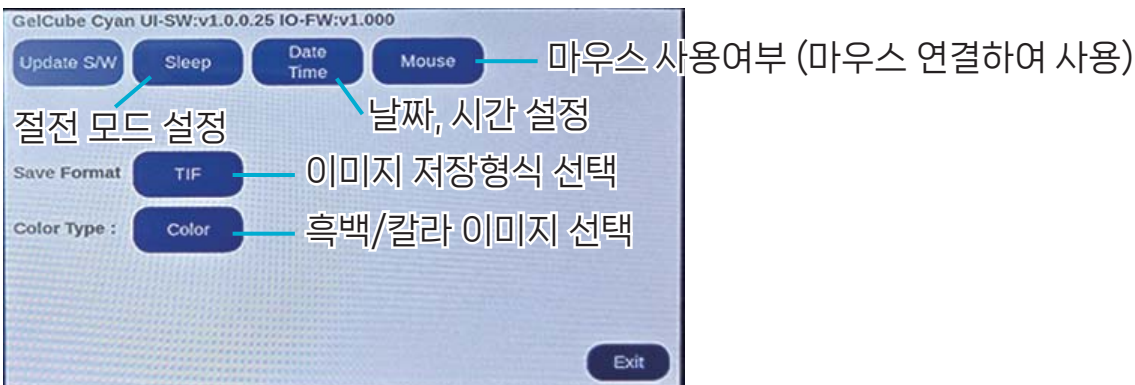 GelCube Cyan UI-SW:v1.0.0.25 IO-FW:v1.000
Update S/W
Sleep
Date
Time
Mouse
마우스 사용여부 (마우스 연결하여 사용)
절전 모드 설정
날짜, 시간 설정
Save Format
TIF
이미지 저장형식 선택
Color Type :
Color
흑백/칼라 이미지 선택
Exit